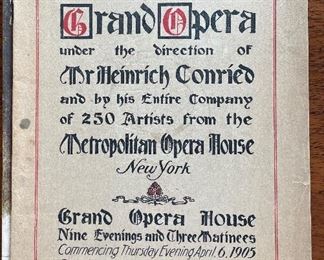 Grand Opera
under the direction of
Mr Heinrich Conried
and by his Entire Company
of 250 Artists from the
Metropolitan Opera House
New York
Grand Opera House
Nine Evenings and Three Matinees
Commencing Thursday Evening April. 6, 1905